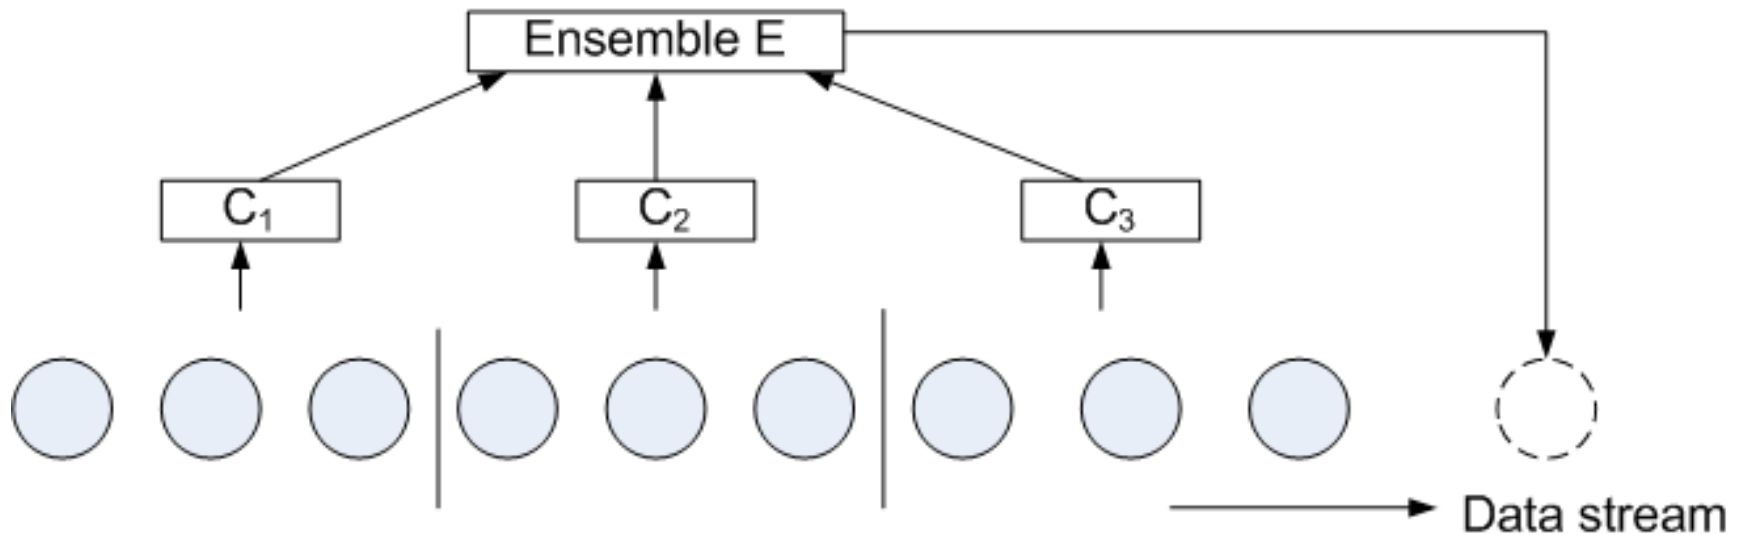 Ensemble E
C₁
C₂
C₃
Data stream